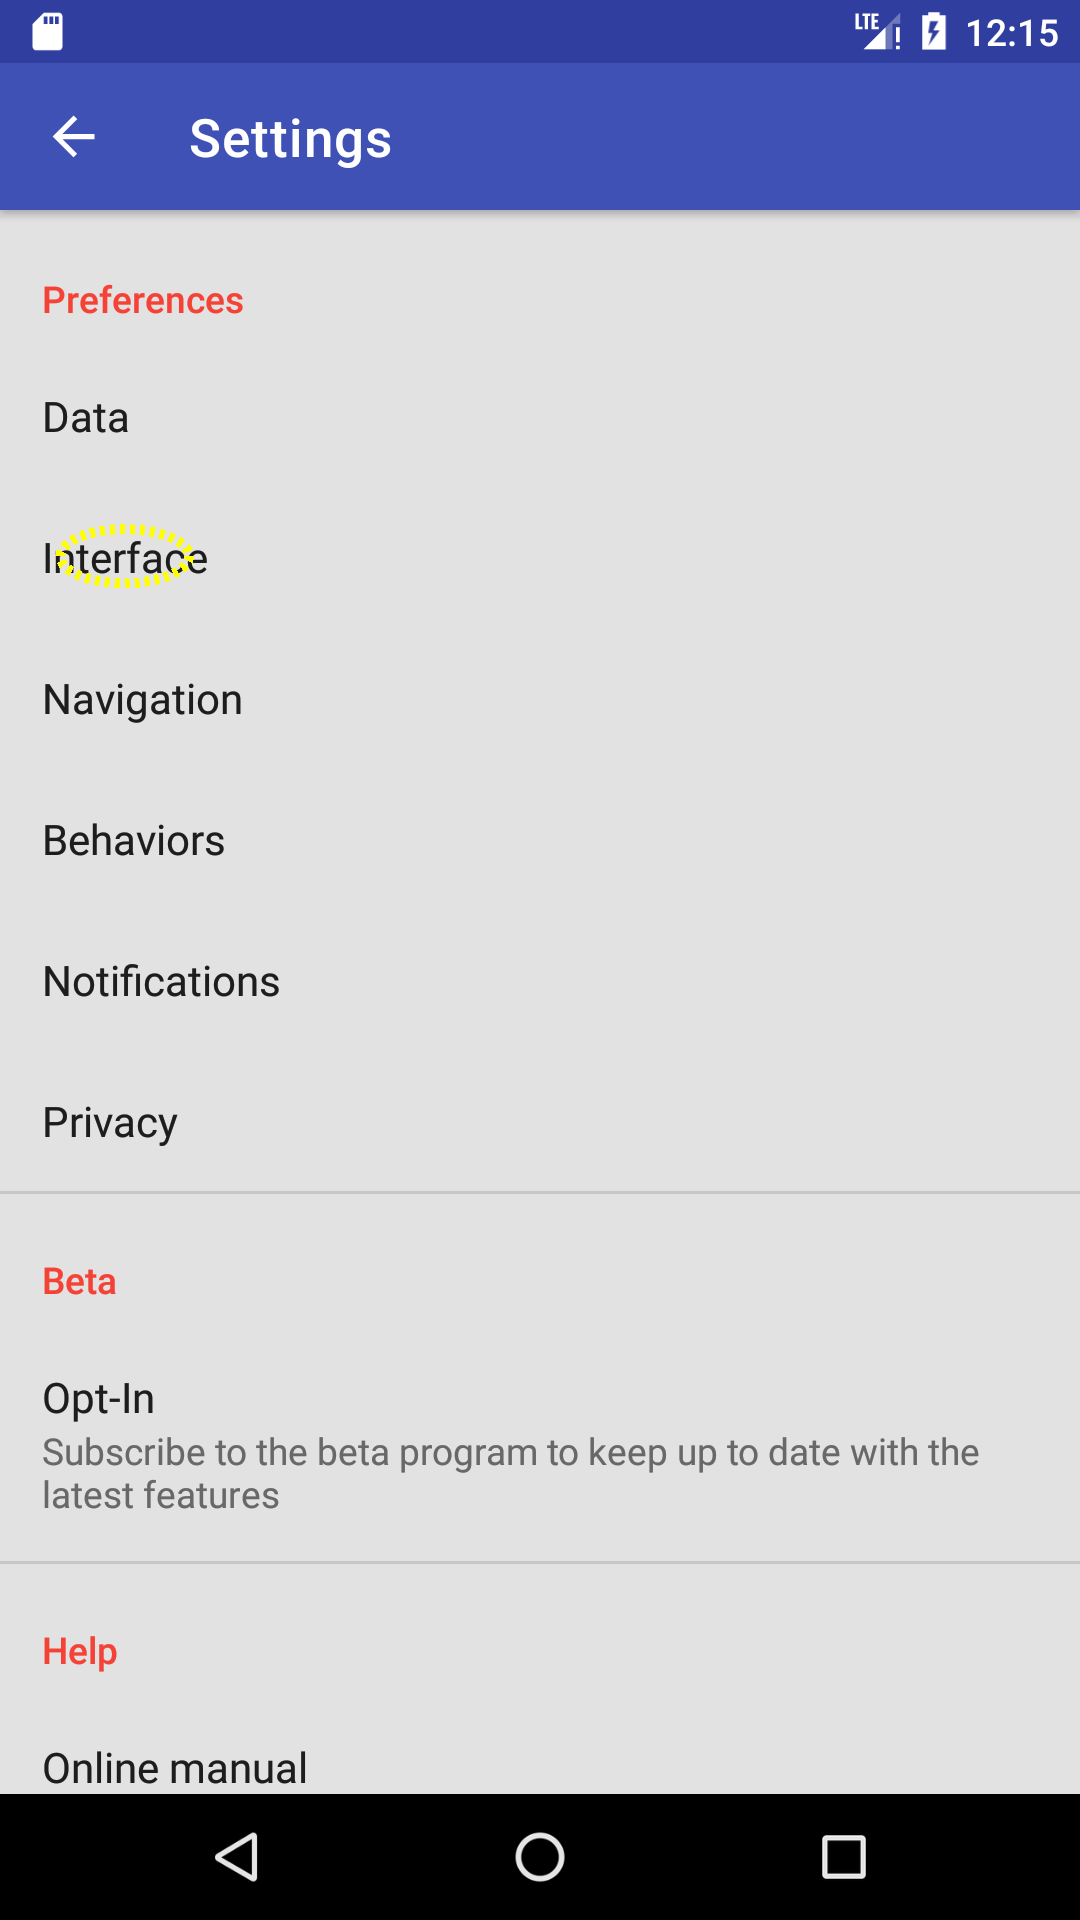 LTE 12:15
Settings
Preferences
Data
Interface
Navigation
Behaviors
Notifications
Privacy
Beta
Opt-In
Subscribe to the beta program to keep up to date with the
latest features
Help
Online manual